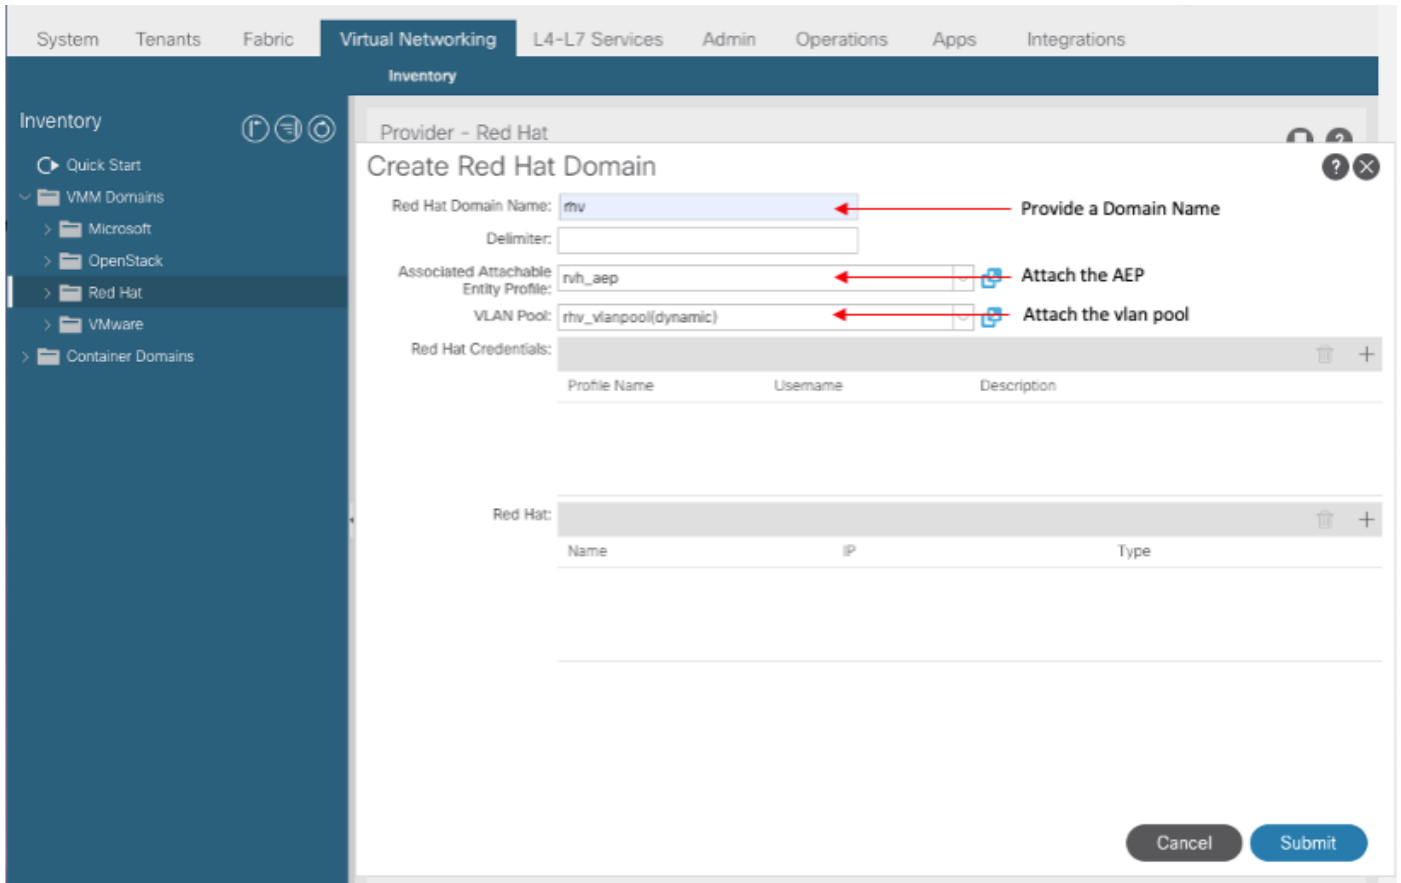 System Tenants Fabric Virtual Networking L4-L7 Services Admin Operations Apps Integrations
Inventory
Inventory
Quick Start
VMM Domains
Microsoft
OpenStack
Red Hat
VMware
Container Domains
Provider - Red Hat
Create Red Hat Domain
Red Hat Domain Name: rhv
Provide a Domain Name
Delimiter:
Associated Attachable
Entity Profile: rvh_aep
Attach the AEP
VLAN Pool: rhv_vlanpool(dynamic)
Attach the vlan pool
Red Hat Credentials:
Profile Name Username Description
Red Hat:
Name IP Type
Cancel Submit